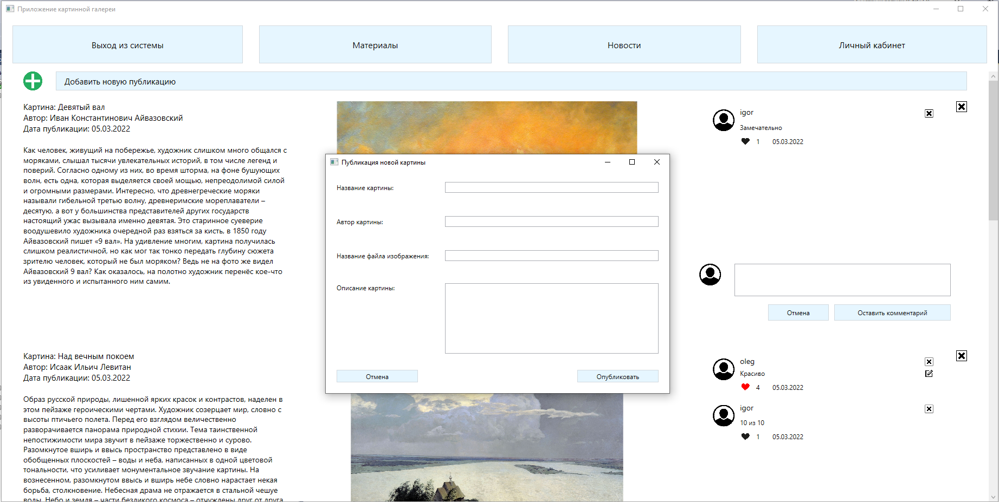 Приложение картинной галереи
Выход из системы
Материалы
Новости
Личный кабинет
Добавить новую публикацию
Картина: Девятый вал
Автор: Иван Константинович Айвазовский
Дата публикации: 05.03.2022
Как человек, живущий на побережье, художник слишком много общался с
моряками, слышал тысячи увлекательных историй, в том числе легенд и
поверий. Согласно одному из них, во время шторма, на фоне бушующих
волн, есть одна, которая выделяется своей мощью, непреодолимой силой
и огромными размерами. Интересно, что древнегреческие моряки
называли гибельной третью волну, древнеримские мореплаватели –
десятую, а вот у большинства представителей других государств
настоящий ужас вызывала именно девятая. Это старинное суеверие
воодушевило художника очередной раз взяться за кисть, в 1850 году
Айвазовский пишет «9 вал». На удивление многим, картина получилась
слишком реалистичной, но как мог так тонко передать глубину сюжета
зрителю человек, который не был моряком? Ведь не на фото же видел
Айвазовский 9 вал? Как оказалось, на полотно художник перенёс кое-что
из увиденного и испытанного ним самим.
igor
Замечательно
1 05.03.2022
Отмена
Оставить комментарий
Публикация новой картины
Название картины:
Автор картины:
Название файла изображения:
Описание картины:
Отмена
Опубликовать
Картина: Над вечным покоем
Автор: Исаак Ильич Левитан
Дата публикации: 05.03.2022
Образ русской природы, лишенной ярких красок и контрастов, наделен в
этом пейзаже героическими чертами. Художник созерцает мир, словно с
высоты птичьего полета. Перед его взглядом величественно
разворачивается панорама природной стихии. Тема таинственной
непостижимости мира звучит в пейзаже торжественно и сурово.
Разомкнутое вширь и ввысь пространство представлено в виде
обобщенных плоскостей – воды и неба, написанных в одной цветовой
тональности, что усиливает монументальное звучание картины. На
вознесенном, разомкнутом ввысь и вширь небе словно нарастает некая
борьба, столкновение. Небесная драма не отражается в стальной чешуе
воды. Небо и земля – части безликого космоса – отчуждены друг от друга
oleg
Красиво
4 05.03.2022
igor
10 из 10
1 05.03.2022